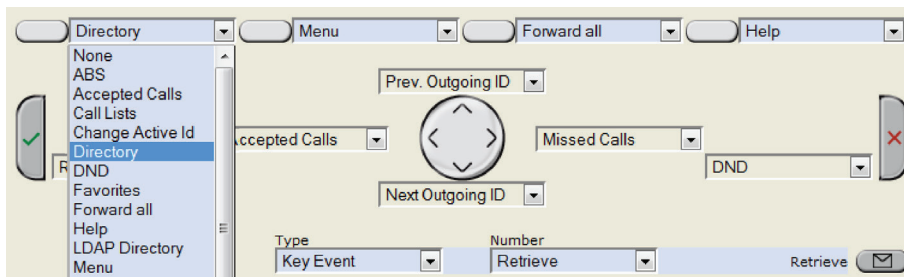 Directory Menu Forward all Help
None
ABS
Accepted Calls
Call Lists
Change Active Id
Directory
DND
Favorites
Forward all
Help
LDAP Directory
Menu
Prev. Outgoing ID
Missed Calls
DND
Next Outgoing ID
Type Number
Key Event Retrieve Retrieve